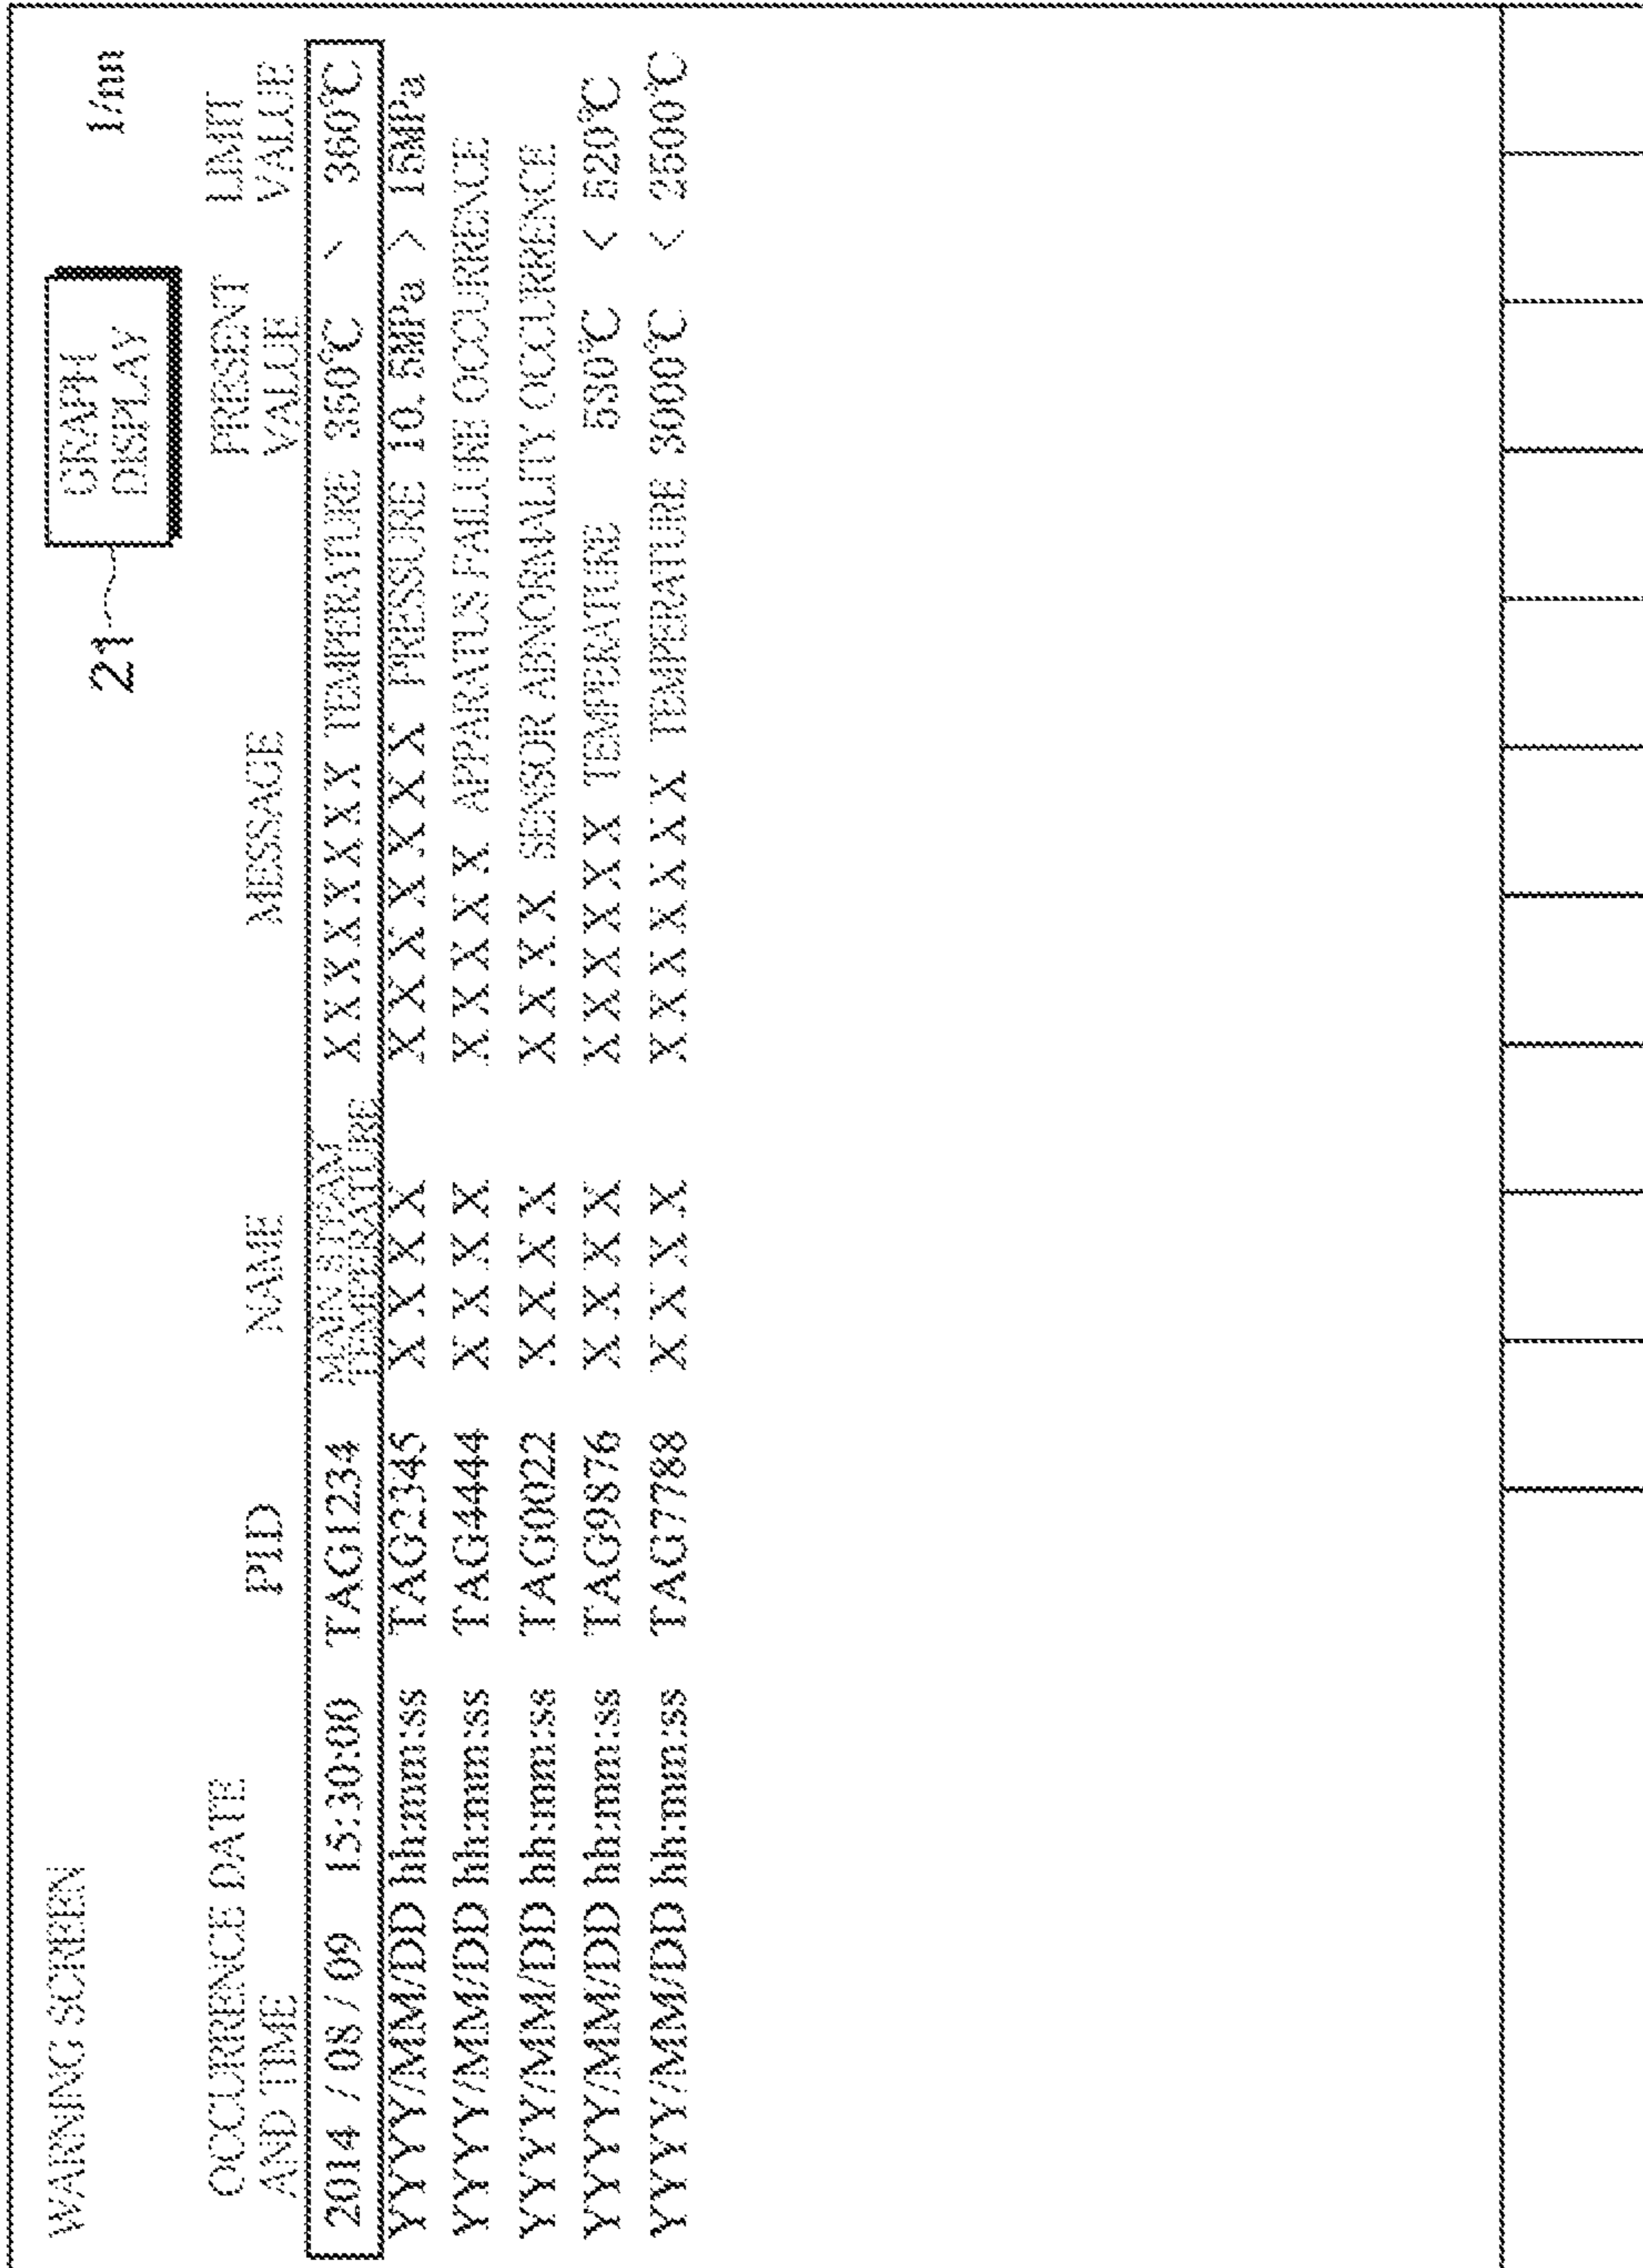 WARNING SCREEN
21
GRAPH
DISPLAY
1/nn
OCCURRENCE DATE
AND TIME
PID
NAME
MESSAGE
PRESENT
VALUE
LIMIT
VALUE
2014 / 08 / 09 15:30:00 TAG1234 MAIN STEAM TEMPERATURE XXXXXXX TEMPERATURE 350℃ > 360℃
YYYY/MM/DD hh:mm:ss TAG2345 XXXX XXXXXXX PRESSURE 10.5MPa > 15MPa
YYYY/MM/DD hh:mm:ss TAG4444 XXXX XXXXX APPARATUS FAILURE OCCURRENCE
YYYY/MM/DD hh:mm:ss TAG0022 XXXX XXXX SENSOR ABNORMALITY OCCURRENCE
YYYY/MM/DD hh:mm:ss TAG9876 XXXX XXXXXX TEMPERATURE 530℃ < 520℃
YYYY/MM/DD hh:mm:ss TAG7788 XXXX XXXXXXX TEMPERATURE 3000℃ < 2500℃